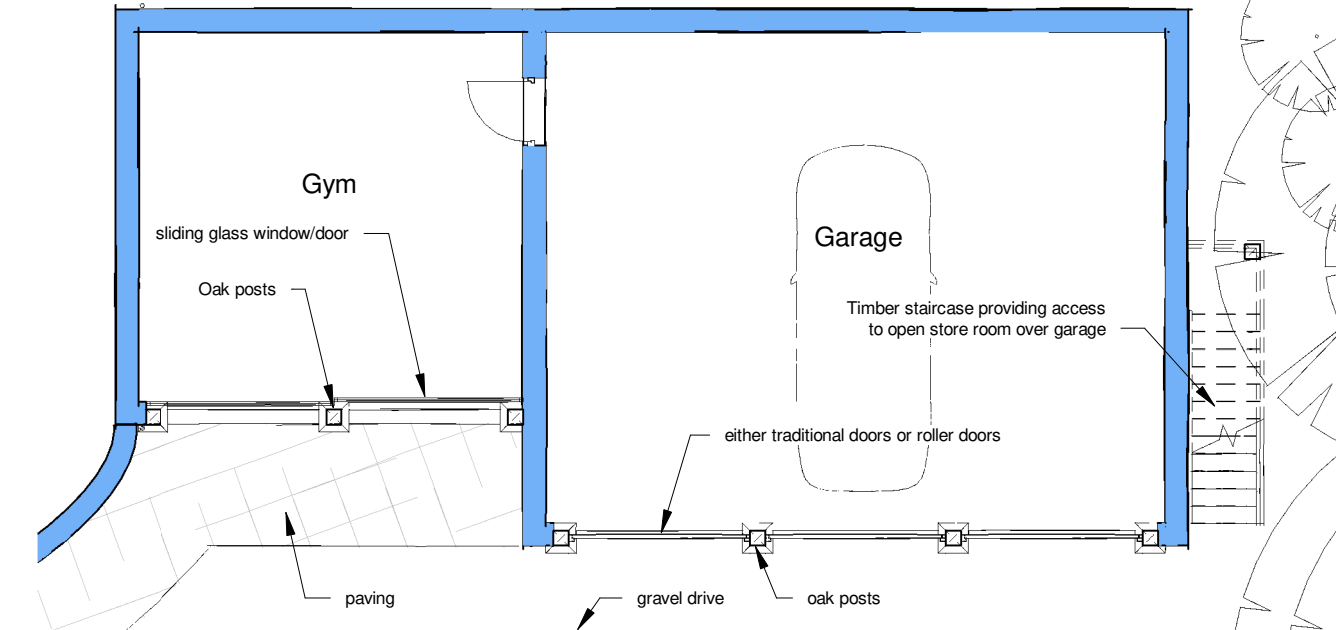 Gym
sliding glass window/door
Oak posts
Garage
Timber staircase providing access
to open store room over garage
either traditional doors or roller doors
paving
gravel drive
oak posts